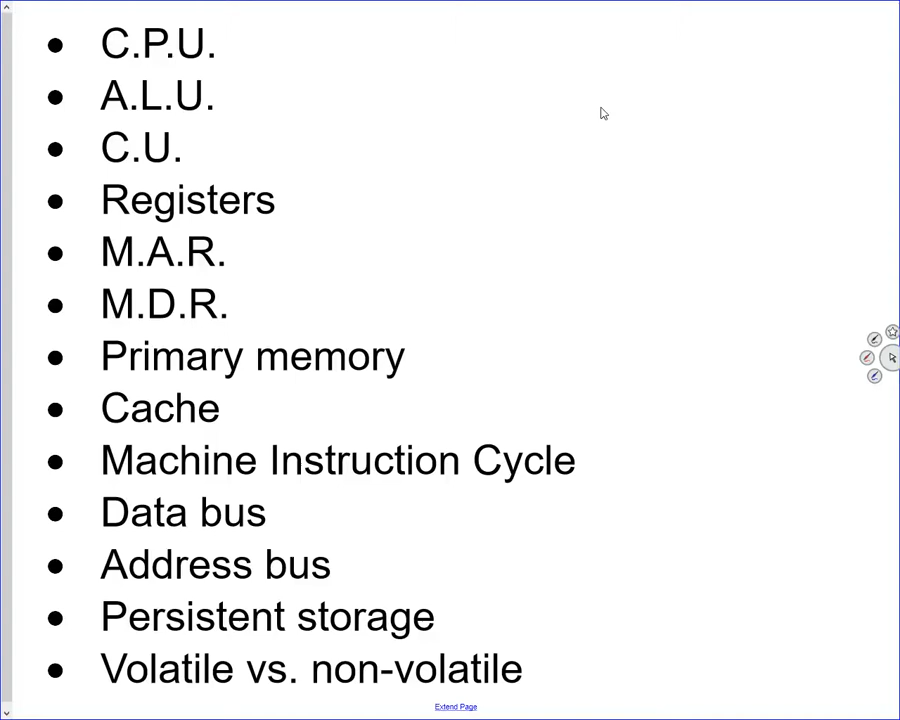 • C.P.U.
• A.L.U.
• C.U.
• Registers
• M.A.R.
• M.D.R.
• Primary memory
• Cache
• Machine Instruction Cycle
• Data bus
• Address bus
• Persistent storage
• Volatile vs. non-volatile
Extend Page